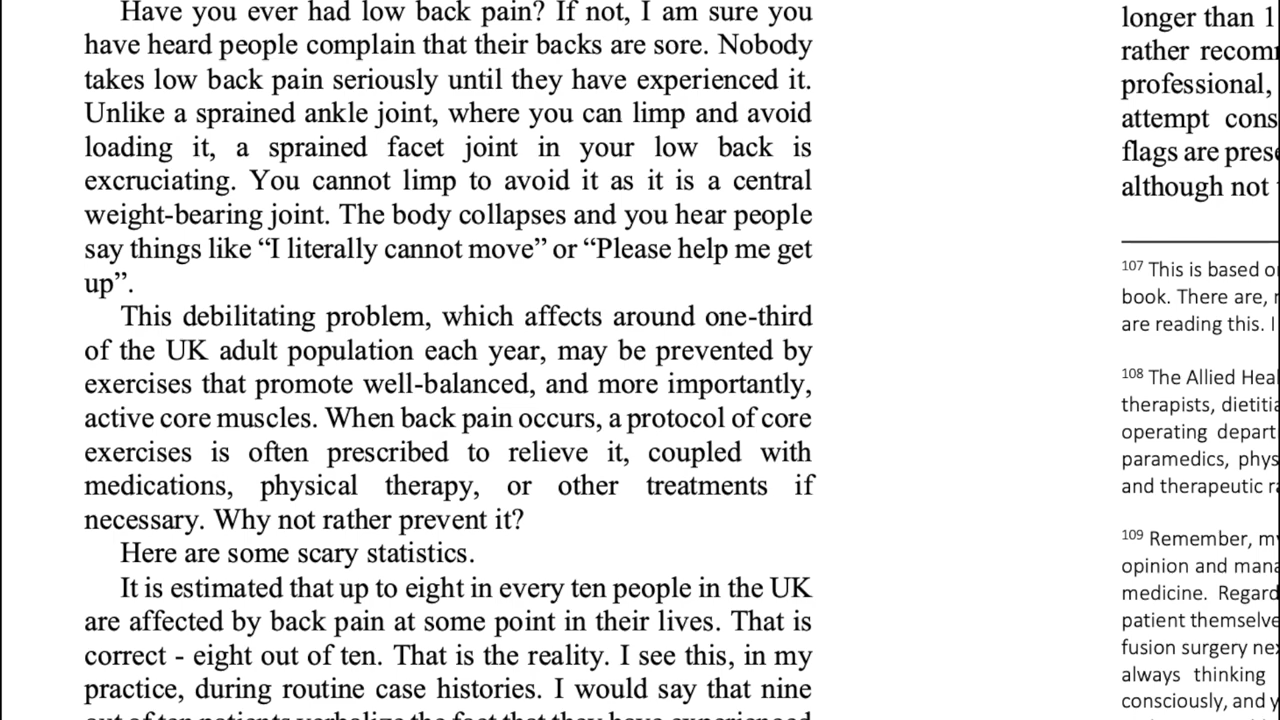 Have you ever had low back pain? If not, I am sure you
have heard people complain that their backs are sore. Nobody
takes low back pain seriously until they have experienced it.
Unlike a sprained ankle joint, where you can limp and avoid
loading it, a sprained facet joint in your low back is
excruciating. You cannot limp to avoid it as it is a central
weight-bearing joint. The body collapses and you hear people
say things like “I literally cannot move” or “Please help me get
up”.
This debilitating problem, which affects around one-third
of the UK adult population each year, may be prevented by
exercises that promote well-balanced, and more importantly,
active core muscles. When back pain occurs, a protocol of core
exercises is often prescribed to relieve it, coupled with
medications, physical therapy, or other treatments if
necessary. Why not rather prevent it?
Here are some scary statistics.
It is estimated that up to eight in every ten people in the UK
are affected by back pain at some point in their lives. That is
correct - eight out of ten. That is the reality. I see this, in my
practice, during routine case histories. I would say that nine
out of ten patients verbalize the fact that they have experienced
longer than 1
rather
professional,
attempt
flags are
although not
107 This is based
book. There are,
are reading this. I
108 The Allied
therapists,
operating
paramedics,
and therapeutic
109 Remember,
opinion and
medicine.
patient
fusion surgery
always thinking
consciously, and